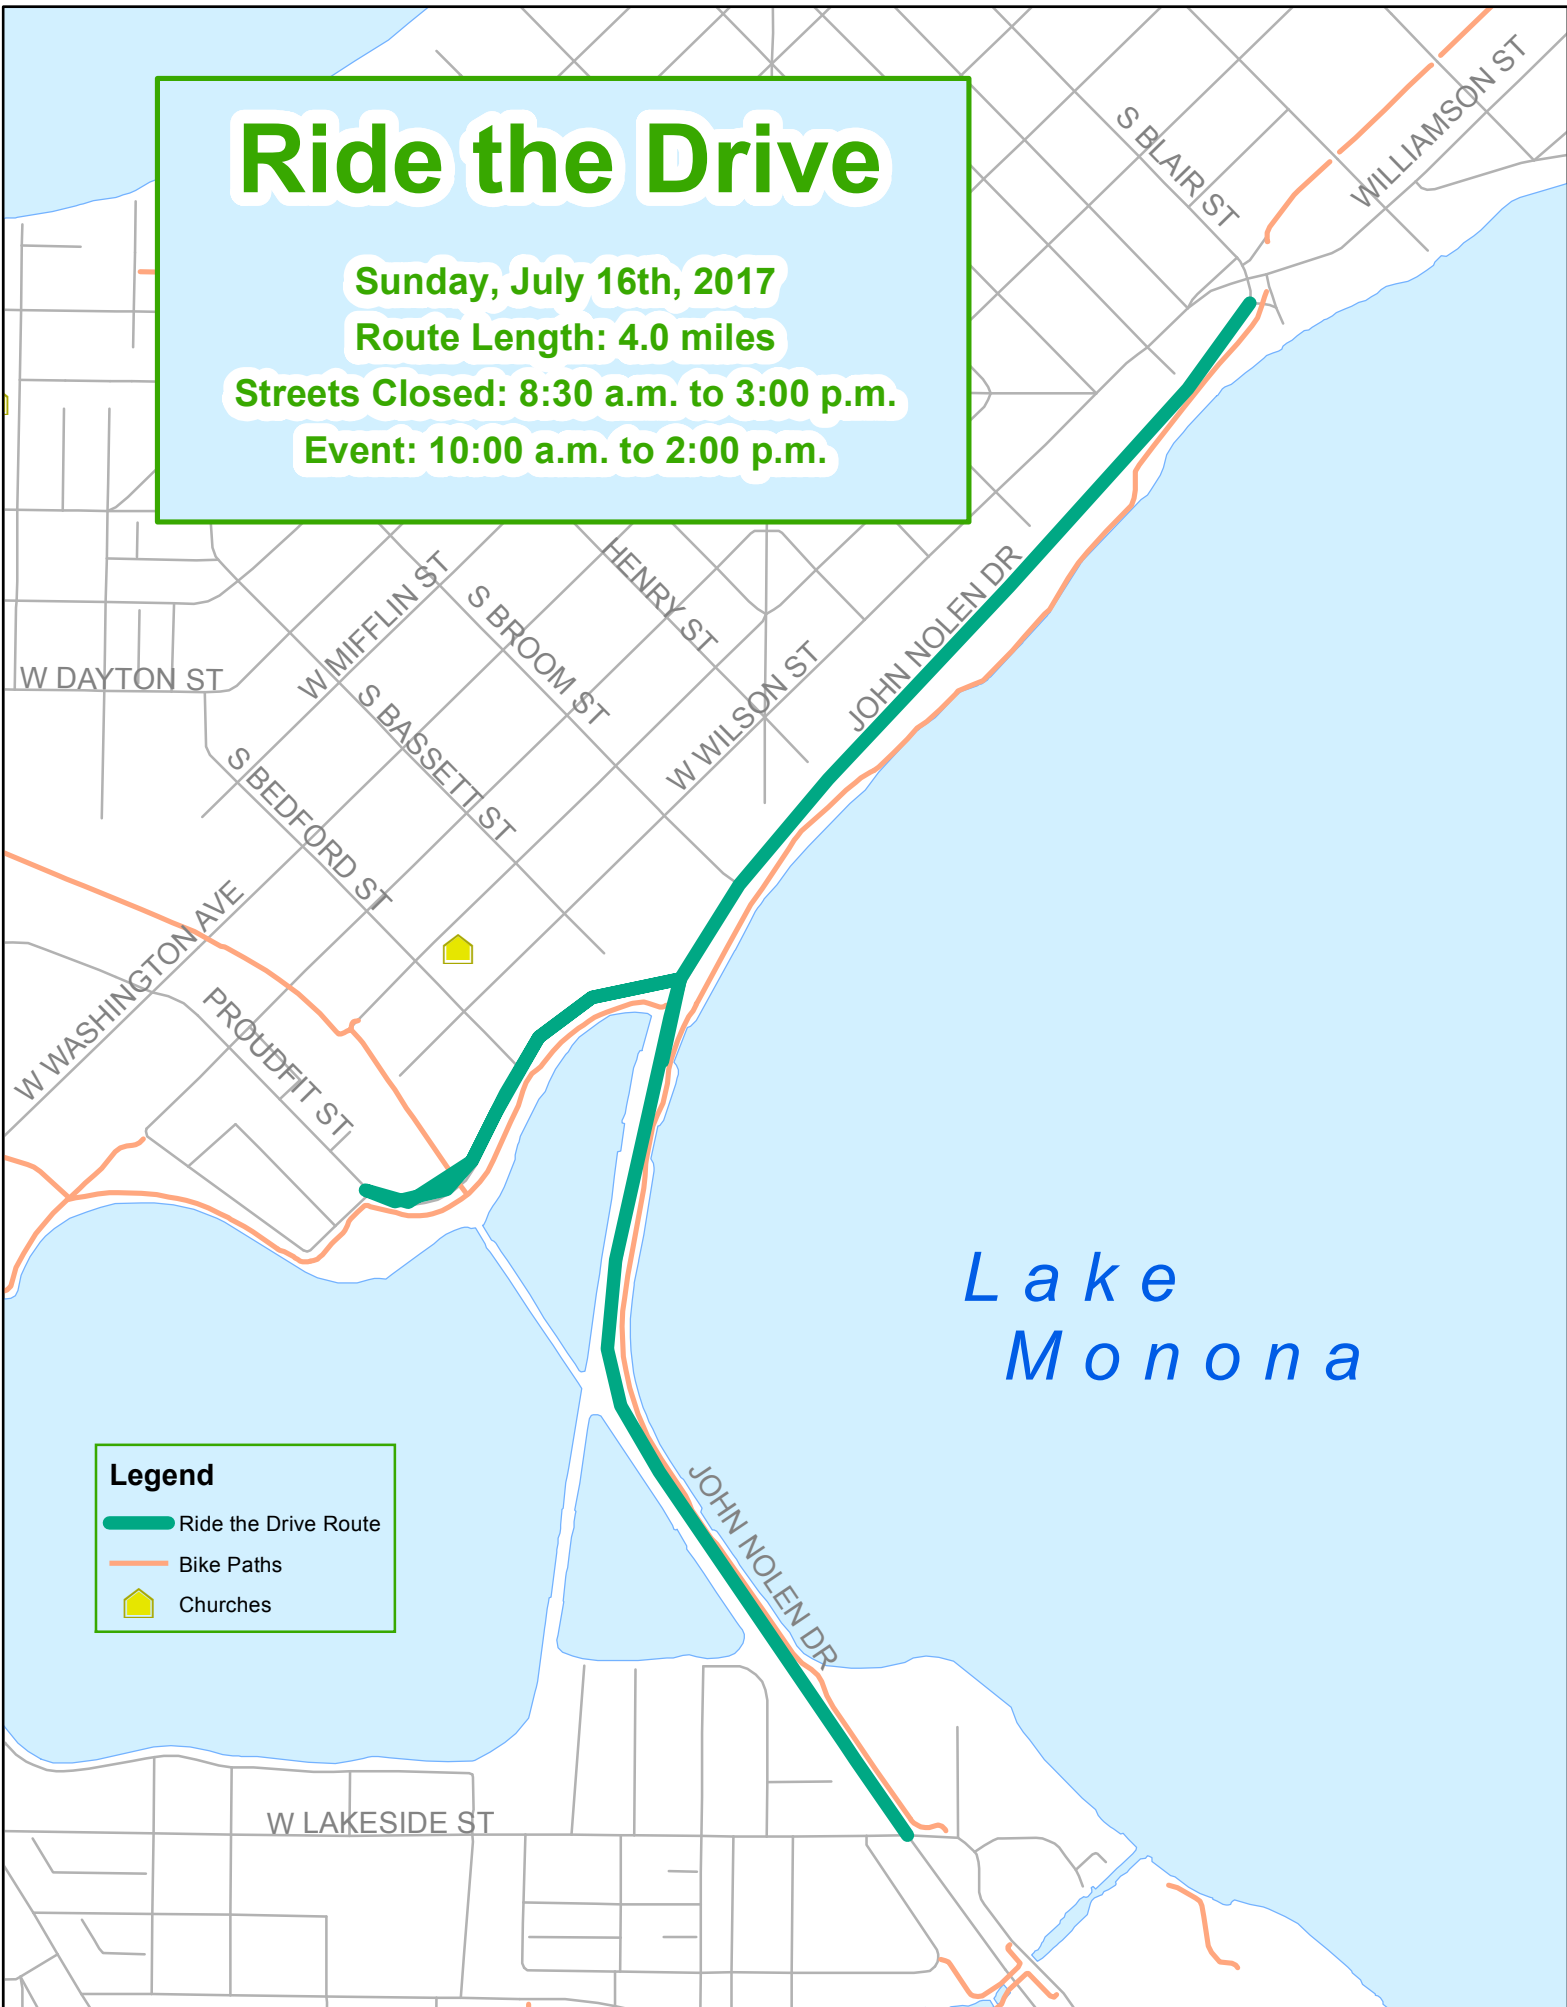 Ride the Drive
Sunday, July 16th, 2017
Route Length: 4.0 miles
Streets Closed: 8:30 a.m. to 3:00 p.m.
Event: 10:00 a.m. to 2:00 p.m.
S BLAIR ST
WILLIAMSON ST
HENRY ST
JOHN NOLEN DR
W MIFFLIN ST
S BROOM ST
W DAYTON ST
W WILSON ST
S BASSETT ST
S BEDFORD ST
W WASHINGTON AVE
PROUDFIT ST
Lake
Monona
Legend
Ride the Drive Route
Bike Paths
Churches
JOHN NOLEN DR
W LAKESIDE ST